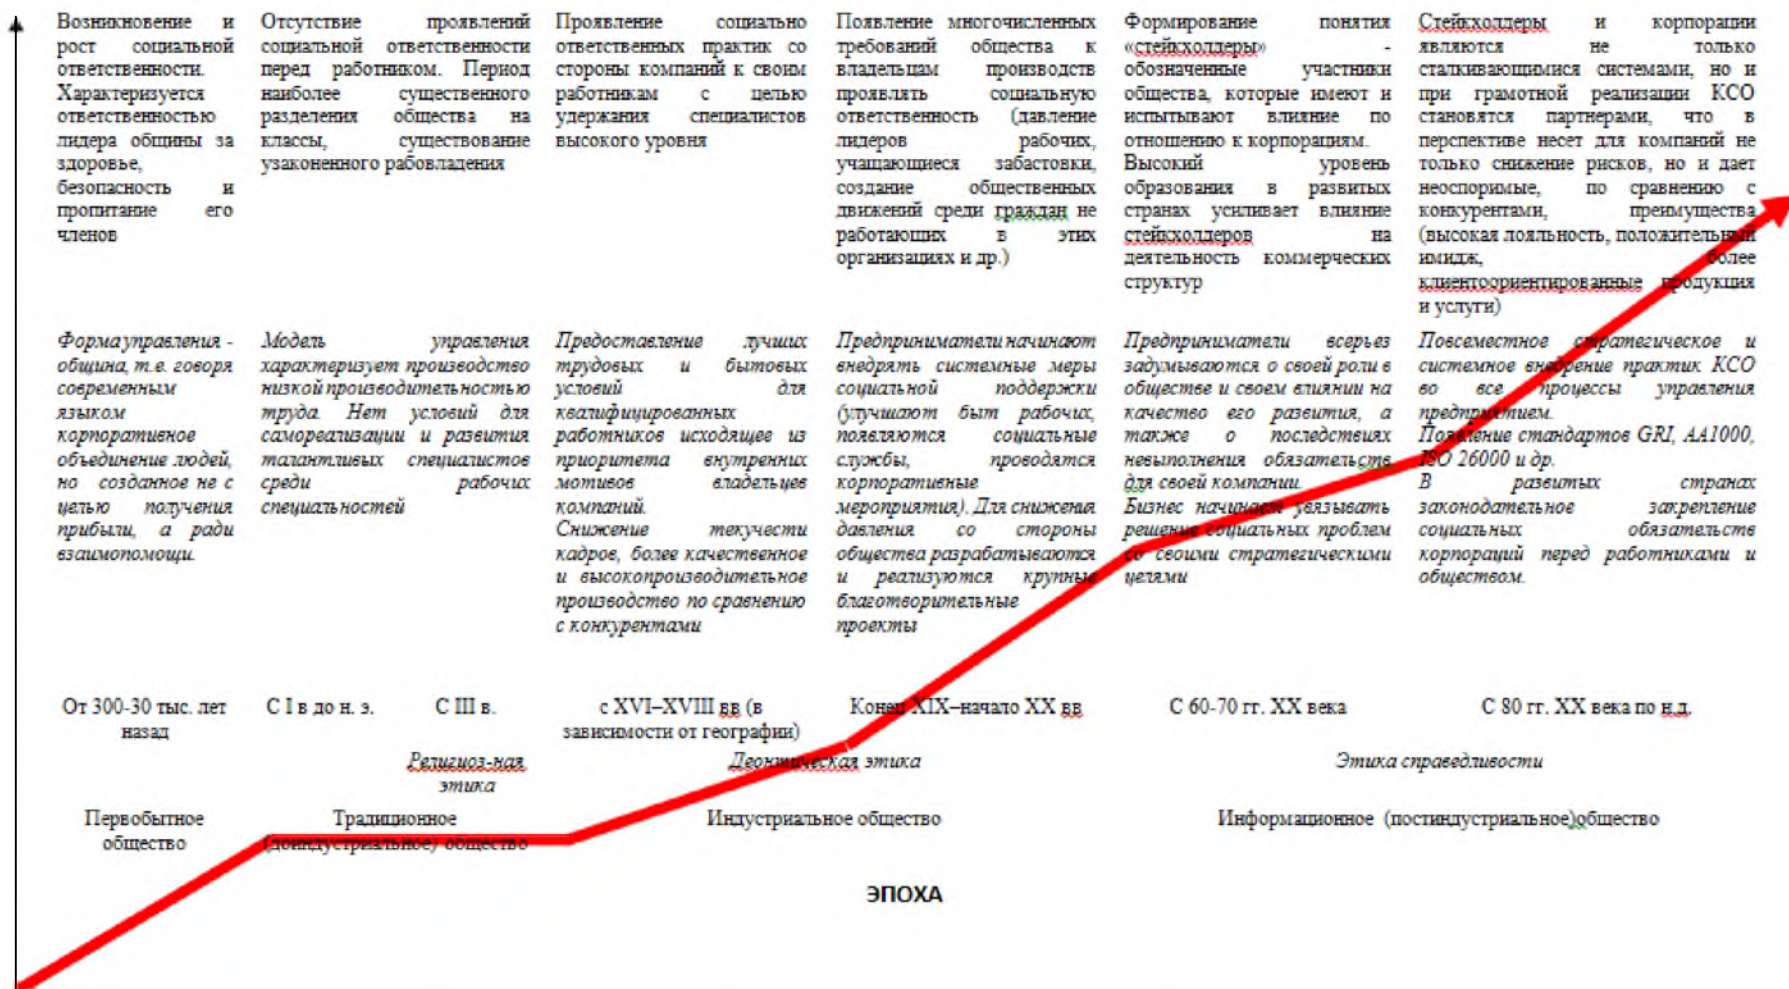 Возникновение и
рост социальной
ответственности.
Характеризуется
ответственностью
лидера общины за
здоровье,
безопасность и
пропитание его
членов
Отсутствие проявлений
социальной ответственности
перед работником. Период
наиболее существенного
разделения общества на
классы, существование
узаконенного рабовладения
Проявление социально
ответственных практик со
стороны компаний к своим
работникам с целью
удержания специалистов
высокого уровня
Появление многочисленных
требований общества к
владельцам производств
проявлять социальную
ответственность (давление
лидеров рабочих,
учащающиеся забастовки,
создание общественных
движений среди граждан не
работающих в этих
организациях и др.)
Формирование понятия
«стейкхолдеры» -
обозначенные участники
общества, которые имеют и
испытывают влияние по
отношению к корпорациям.
Высокий уровень
образования в развитых
странах усиливает влияние
стейкхолдеров на
деятельность коммерческих
структур
Стейкхолдеры и корпорации
являются не только
сталкивающимися системами, но и
при грамотной реализации КСО
становятся партнерами, что в
перспективе несет для компаний не
только снижение рисков, но и дает
неоспоримые, по сравнению с
конкурентами, преимущества
(высокая лояльность, положительный
имидж, более
клиентоориентированные продукция
и услуги)
Форма управления -
община, т.е. говоря
современным
языком
корпоративное
объединение людей,
но созданное не с
целью получения
прибыли, а ради
взаимопомощи.
Модель управления
характеризует производство
низкой производительностью
труда. Нет условий для
самореализации и развития
талантливых специалистов
среди рабочих
специальностей
Предоставление лучших
трудовых и бытовых
условий для
квалифицированных
работников исходящее из
приоритета внутренних
мотивов владельцев
компаний.
Снижение текучести
кадров, более качественное
и высокопроизводительное
производство по сравнению
с конкурентами
Предприниматели начинают
внедрять системные меры
социальной поддержки
(улучшают быт рабочих,
появляются социальные
службы, проводятся
корпоративные
мероприятия). Для снижения
давления со стороны
общества разрабатываются
и реализуются крупные
благотворительные
проекты
Предприниматели всерьез
задумываются о своей роли в
обществе и своем влиянии на
качество его развития, а
также о последствиях
невыполнения обязательств
для своей компании.
Бизнес начинает увязывать
решение социальных проблем
со своими стратегическими
целями
Повсеместное стратегическое и
системное внедрение практик КСО
во все процессы управления
предприятием.
Появление стандартов GRI, AA1000,
ISO 26000 и др.
В развитых странах
законодательное закрепление
социальных обязательств
корпораций перед работниками и
обществом.
От 300-30 тыс. лет
назад
С I в до н. э.
С III в.
с XVI–XVIII вв (в
зависимости от географии)
Конец XIX–начало XX вв
С 60-70 гг. XX века
С 80 гг. XX века по н.д.
Религиоз-ная
этика
Деонтическая этика
Этика справедливости
Первобытное
общество
Традиционное
(доиндустриальное) общество
Индустриальное общество
Информационное (постиндустриальное)общество
ЭПОХА